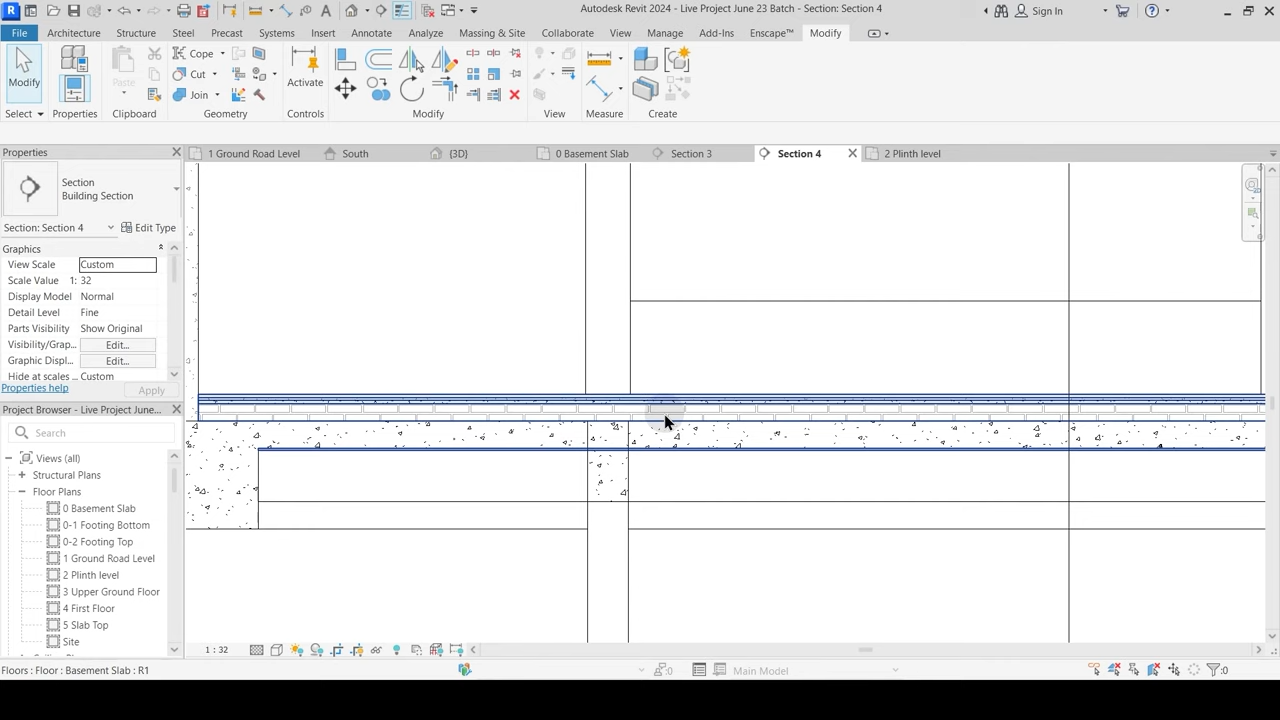 Autodesk Revit 2024 - Live Project June 23 Batch - Section: Section 4
Sign In
File Architecture Structure Steel Precast Systems Insert Annotate Analyze Massing & Site Collaborate View Manage Add-Ins Enscape™ Modify
Modify
Paste
Cope
Cut
Join
Activate
Select Properties Clipboard Geometry Controls Modify View Measure Create
Properties
1 Ground Road Level South {3D} 0 Basement Slab Section 3 Section 4 2 Plinth level
Section
Building Section
Section: Section 4 Edit Type
Graphics
View Scale Custom
Scale Value 1: 32
Display Model Normal
Detail Level Fine
Parts Visibility Show Original
Visibility/Grap... Edit...
Graphic Displ... Edit...
Hide at scales ... Custom
Properties help Apply
Project Browser - Live Project June...
Search
Views (all)
Structural Plans
Floor Plans
0 Basement Slab
0-1 Footing Bottom
0-2 Footing Top
1 Ground Road Level
2 Plinth level
3 Upper Ground Floor
4 First Floor
5 Slab Top
Site
1 : 32
Floors : Floor : Basement Slab : R1
:0
Main Model
:0